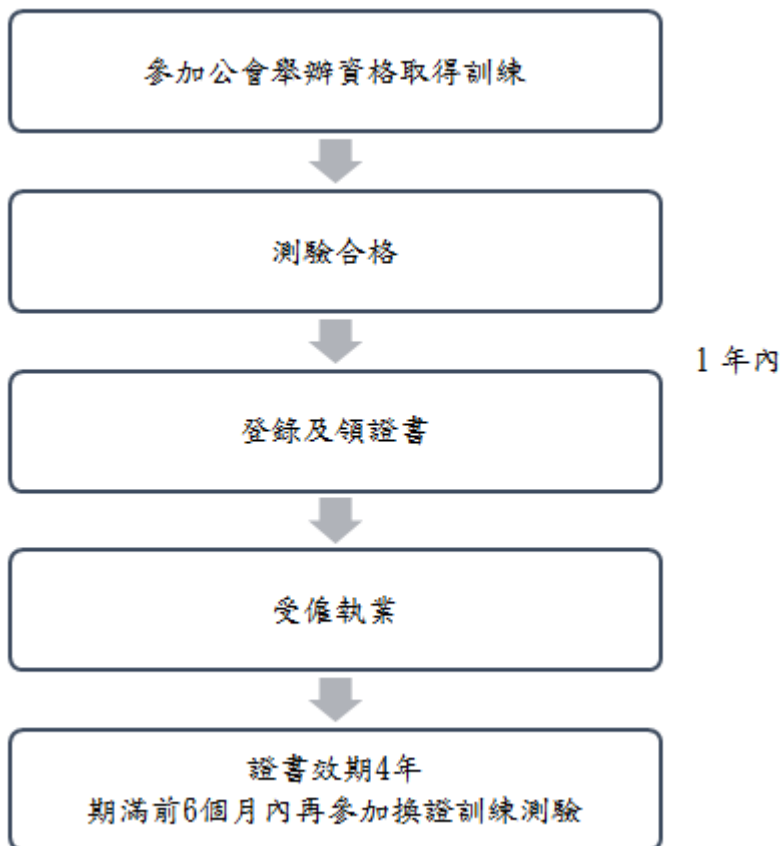 參加公會舉辦資格取得訓練
測驗合格
1 年內
登錄及領證書
受僱執業
證書效期4年
期滿前6個月內再參加換證訓練測驗